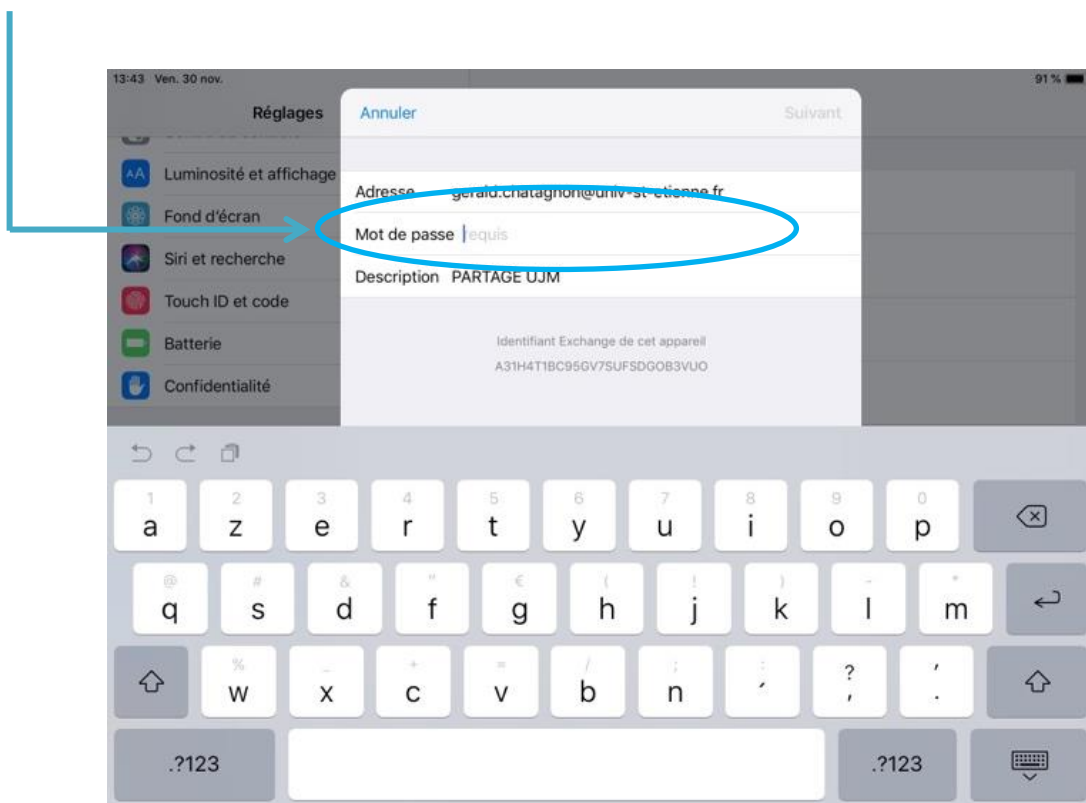 13:43 Ven. 30 nov. 91 %
Réglages
Annuler Suivant
Luminosité et affichage
Adresse gerald.chatagnon@univ-st-etienne.fr
Fond d'écran
Mot de passe requis
Siri et recherche
Description PARTAGE UJM
Touch ID et code
Batterie
Identifiant Exchange de cet appareil
A31H4T1BC95GV7SUFSDGOB3VUO
Confidentialité
1 2 3 4 5 6 7 8 9 0
a z e r t y u i o p
@ # & " € ( ! ) - *
q s d f g h j k l m
% _ + = / ; : ? '
w x c v b n ´ , .
.?123 .?123